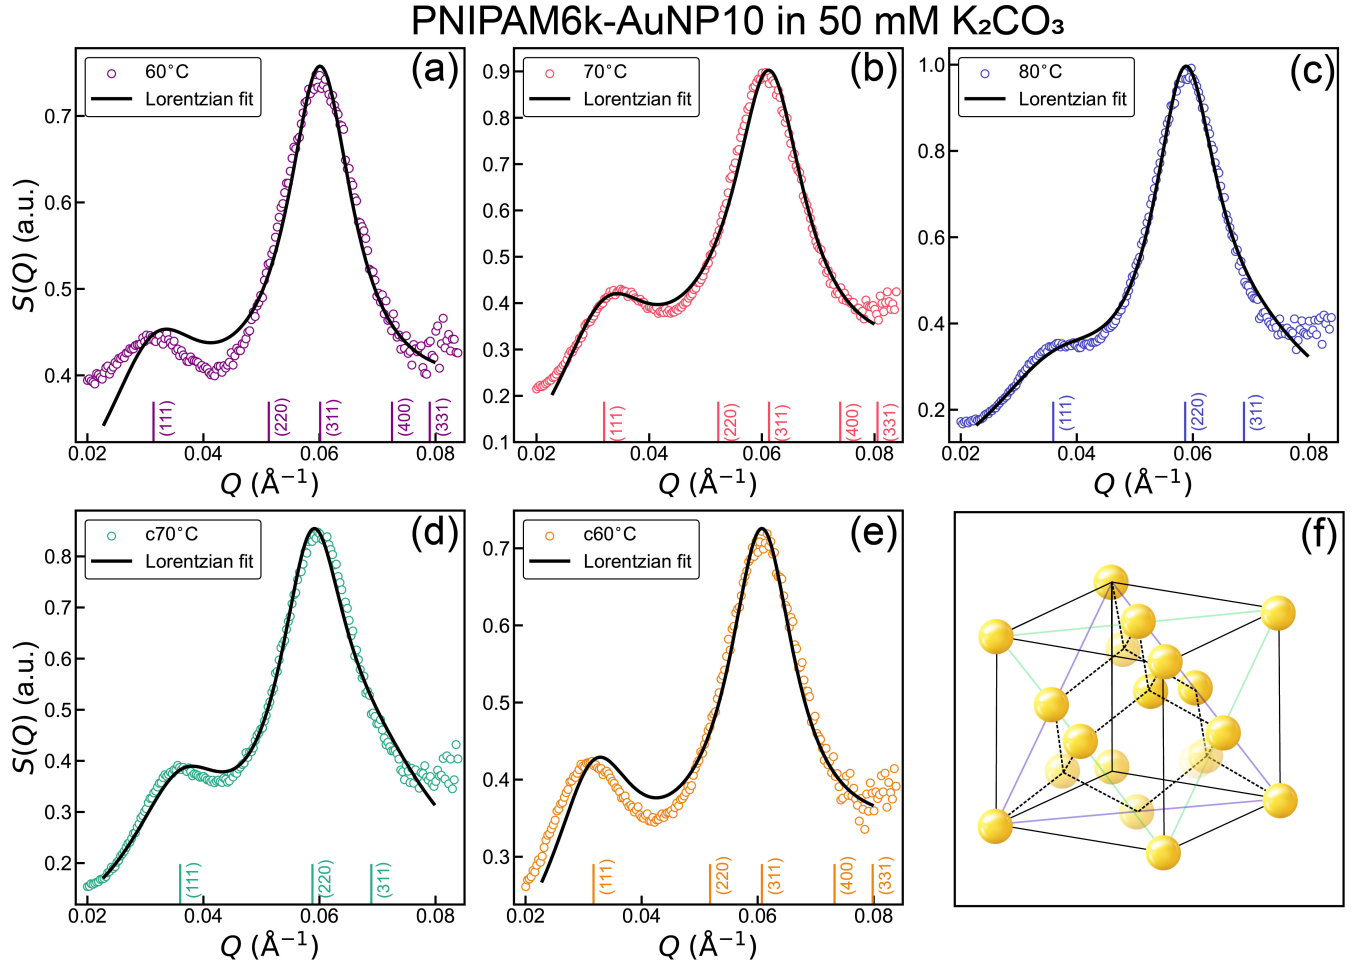 PNIPAM6k-AuNP10 in 50 mM K₂CO₃
(a)
60°C
Lorentzian fit
S(Q) (a.u.)
0.7
0.6
0.5
0.4
(111)
(220)
(311)
(400)
(331)
0.02
0.04
0.06
0.08
Q (Å⁻¹)
(b)
70°C
Lorentzian fit
0.9
0.8
0.7
0.6
0.5
0.4
0.3
0.2
0.1
(111)
(220)
(311)
(400)
(331)
0.02
0.04
0.06
0.08
Q (Å⁻¹)
(c)
80°C
Lorentzian fit
1.0
0.8
0.6
0.4
0.2
(111)
(220)
(311)
0.02
0.04
0.06
0.08
Q (Å⁻¹)
(d)
c70°C
Lorentzian fit
S(Q) (a.u.)
0.8
0.7
0.6
0.5
0.4
0.3
0.2
(111)
(220)
(311)
0.02
0.04
0.06
0.08
Q (Å⁻¹)
(e)
c60°C
Lorentzian fit
0.7
0.6
0.5
0.4
0.3
(111)
(220)
(311)
(400)
(331)
0.02
0.04
0.06
0.08
Q (Å⁻¹)
(f)